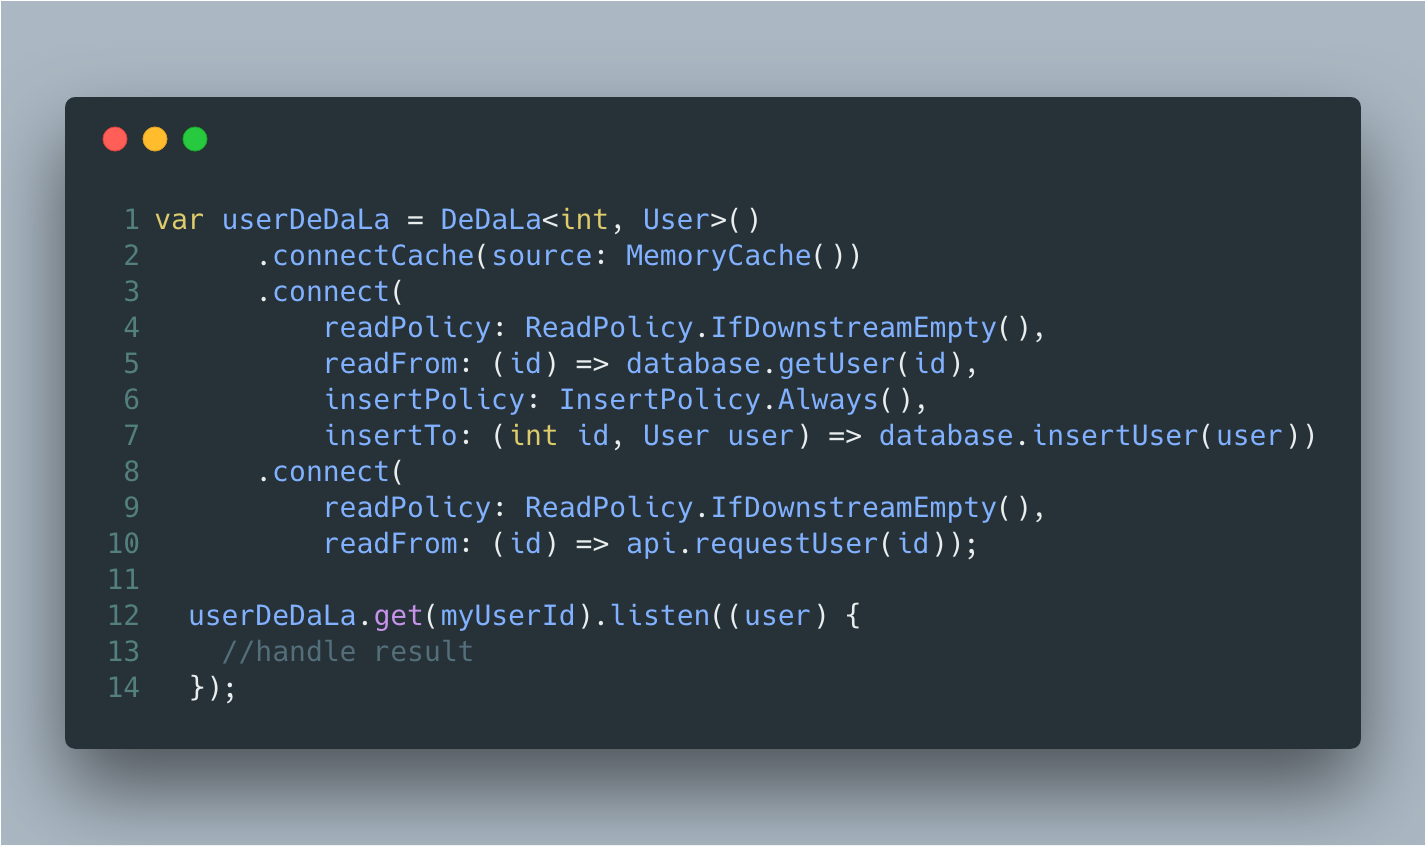 1 var userDeDaLa = DeDaLa<int, User>()
2       .connectCache(source: MemoryCache())
3       .connect(
4           readPolicy: ReadPolicy.IfDownstreamEmpty(),
5           readFrom: (id) => database.getUser(id),
6           insertPolicy: InsertPolicy.Always(),
7           insertTo: (int id, User user) => database.insertUser(user))
8       .connect(
9           readPolicy: ReadPolicy.IfDownstreamEmpty(),
10           readFrom: (id) => api.requestUser(id));
11
12   userDeDaLa.get(myUserId).listen((user) {
13     //handle result
14   });